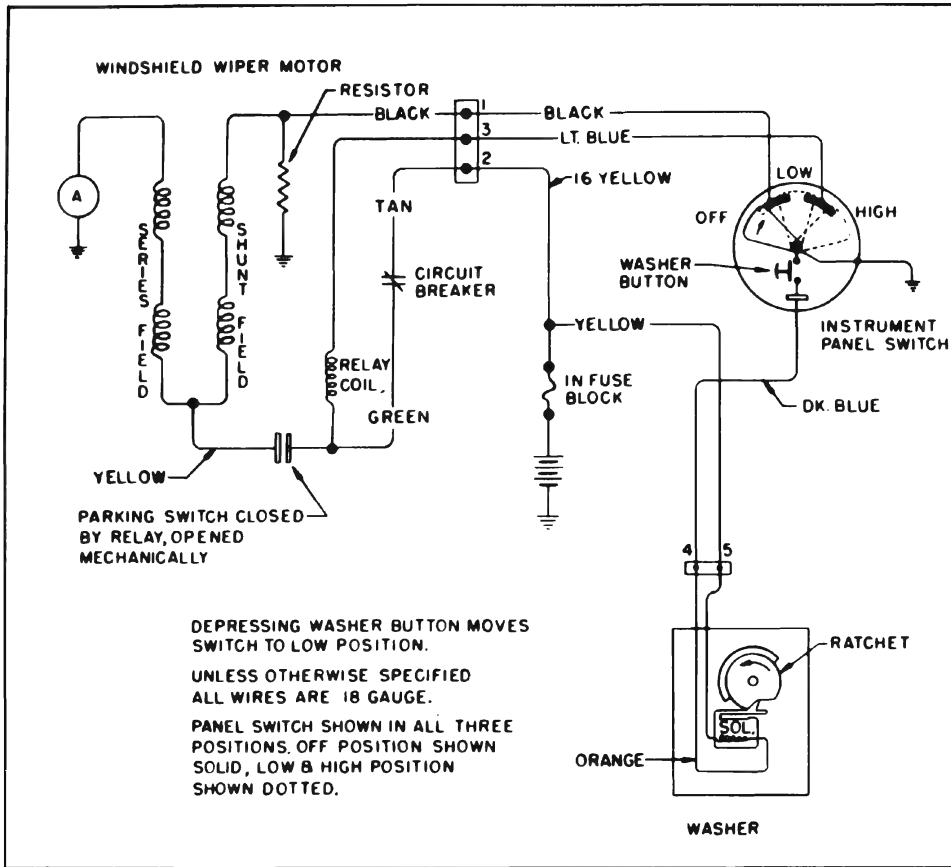 WINDSHIELD WIPER MOTOR
RESISTOR
BLACK
1
BLACK
3
LT. BLUE
2
16 YELLOW
LOW
OFF
HIGH
A
TAN
SERIES FIELD
SHUNT FIELD
CIRCUIT
BREAKER
WASHER
BUTTON
YELLOW
INSTRUMENT
PANEL SWITCH
RELAY
COIL.
IN FUSE
BLOCK
DK. BLUE
GREEN
YELLOW
PARKING SWITCH CLOSED
BY RELAY, OPENED
MECHANICALLY
4 5
DEPRESSING WASHER BUTTON MOVES
SWITCH TO LOW POSITION.
UNLESS OTHERWISE SPECIFIED
ALL WIRES ARE 18 GAUGE.
PANEL SWITCH SHOWN IN ALL THREE
POSITIONS. OFF POSITION SHOWN
SOLID, LOW & HIGH POSITION
SHOWN DOTTED.
RATCHET
SOL.
ORANGE
WASHER